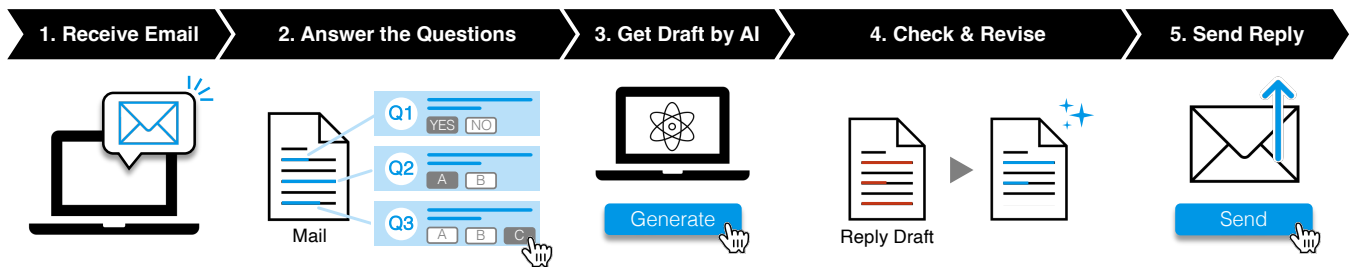 1. Receive Email
2. Answer the Questions
3. Get Draft by AI
4. Check & Revise
5. Send Reply
Q1
YES NO
Q2
A B
Q3
A B C
Mail
Generate
Reply Draft
Send